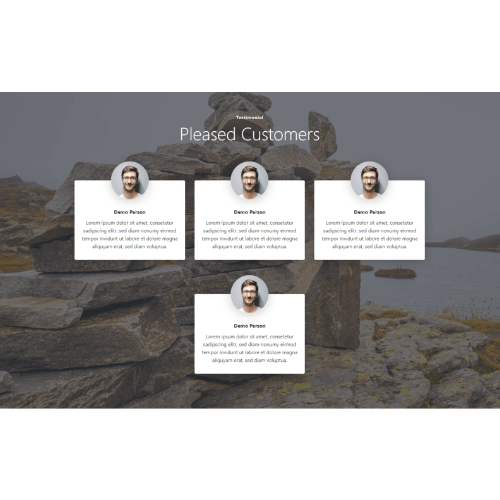 Testimonial
Pleased Customers
Demo Person
Lorem ipsum dolor sit amet, consetetur
sadipscing elitr, sed diam nonumy eirmod
tempor invidunt ut labore et dolore magna
aliquyam erat, sed diam voluptua.
Demo Person
Lorem ipsum dolor sit amet, consetetur
sadipscing elitr, sed diam nonumy eirmod
tempor invidunt ut labore et dolore magna
aliquyam erat, sed diam voluptua.
Demo Person
Lorem ipsum dolor sit amet, consetetur
sadipscing elitr, sed diam nonumy eirmod
tempor invidunt ut labore et dolore magna
aliquyam erat, sed diam voluptua.
Demo Person
Lorem ipsum dolor sit amet, consetetur
sadipscing elitr, sed diam nonumy eirmod
tempor invidunt ut labore et dolore magna
aliquyam erat, sed diam voluptua.